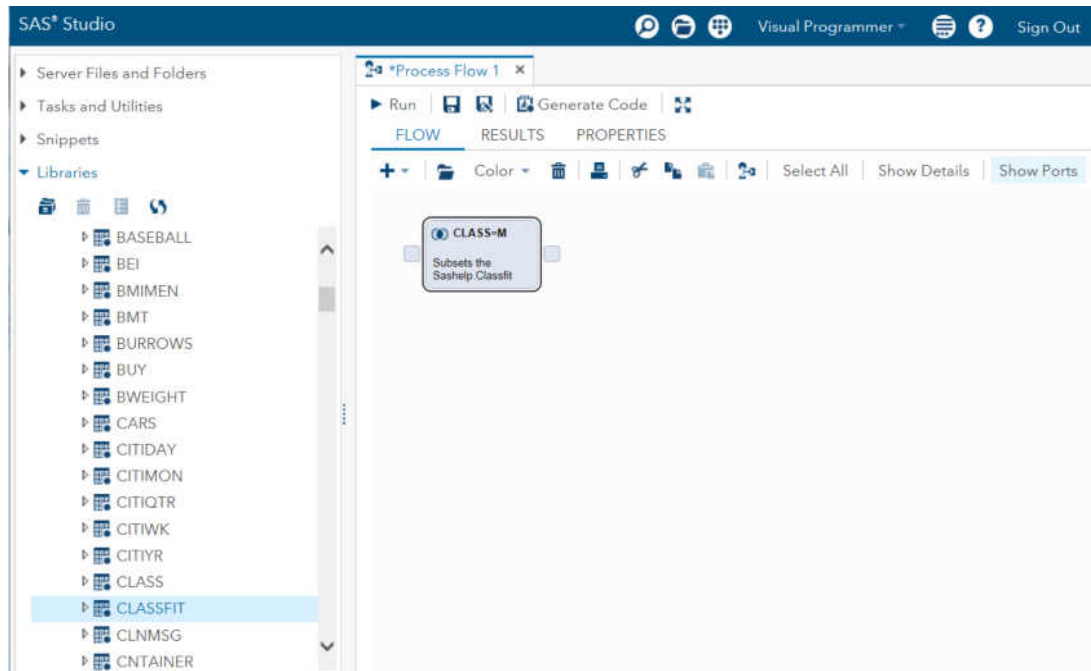 SAS® Studio
Visual Programmer
Sign Out
Server Files and Folders
Tasks and Utilities
Snippets
Libraries
BASEBALL
BEI
BMIMEN
BMT
BURROWS
BUY
BWEIGHT
CARS
CITIDAY
CITIMON
CITIQTR
CITIWK
CITIYR
CLASS
CLASSFIT
CLNMSG
CNTAINER
*Process Flow 1
Run
Generate Code
FLOW RESULTS PROPERTIES
Color
Select All
Show Details
Show Ports
CLASS=M
Subsets the
Sashelp.Classfit